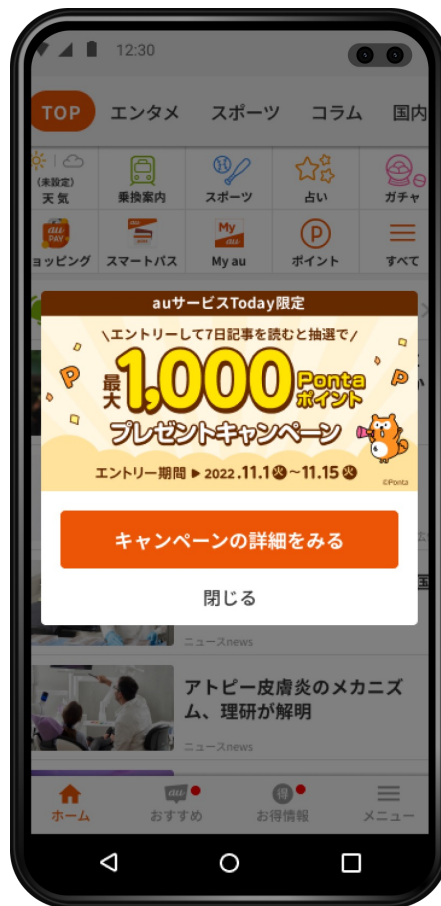 12:30
TOP エンタメ スポーツ コラム 国内
(未設定)
天気 乗換案内 スポーツ 占い ガチャ
au PAY My au P
ョッピング スマートパス My au ポイント すべて
auサービスToday限定
\エントリーして7日記事を読むと抽選で/
最大1,000Pontaポイント
プレゼントキャンペーン
エントリー期間 ▶ 2022.11.1火～11.15火
©Ponta
キャンペーンの詳細をみる
閉じる
ニュースnews
アトピー皮膚炎のメカニズ
ム、理研が解明
ニュースnews
au 得
ホーム おすすめ お得情報 メニュー